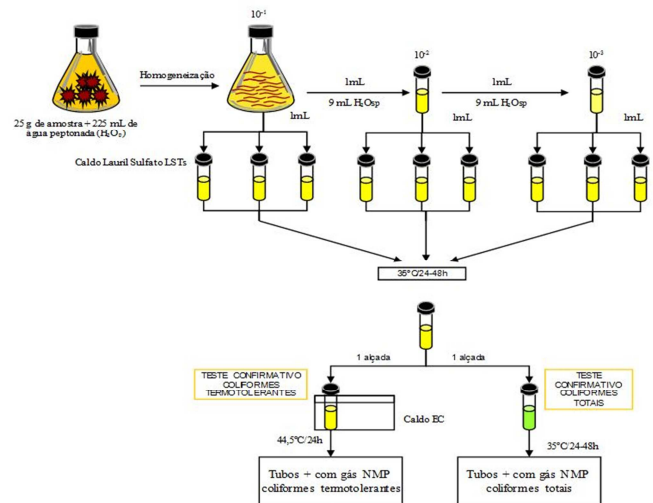 10⁻¹
10⁻²
10⁻³
Homogeneização
1mL
9 mL H₂Osp
1mL
9 mL H₂Osp
25 g de amostra + 225 mL de
água peptonada (H₂Oₚ)
1mL
1mL
1mL
Caldo Lauril Sulfato LSTs
35°C/24-48h
1 alçada
1 alçada
TESTE CONFIRMATIVO
COLIFORMES
TERMOTOLERANTES
TESTE
CONFIRMATIVO
COLIFORMES
TOTAIS
Caldo EC
44,5°C/24h
35°C/24-48h
Tubos + com gás NMP
coliformes termotolerantes
Tubos + com gás NMP
coliformes totais